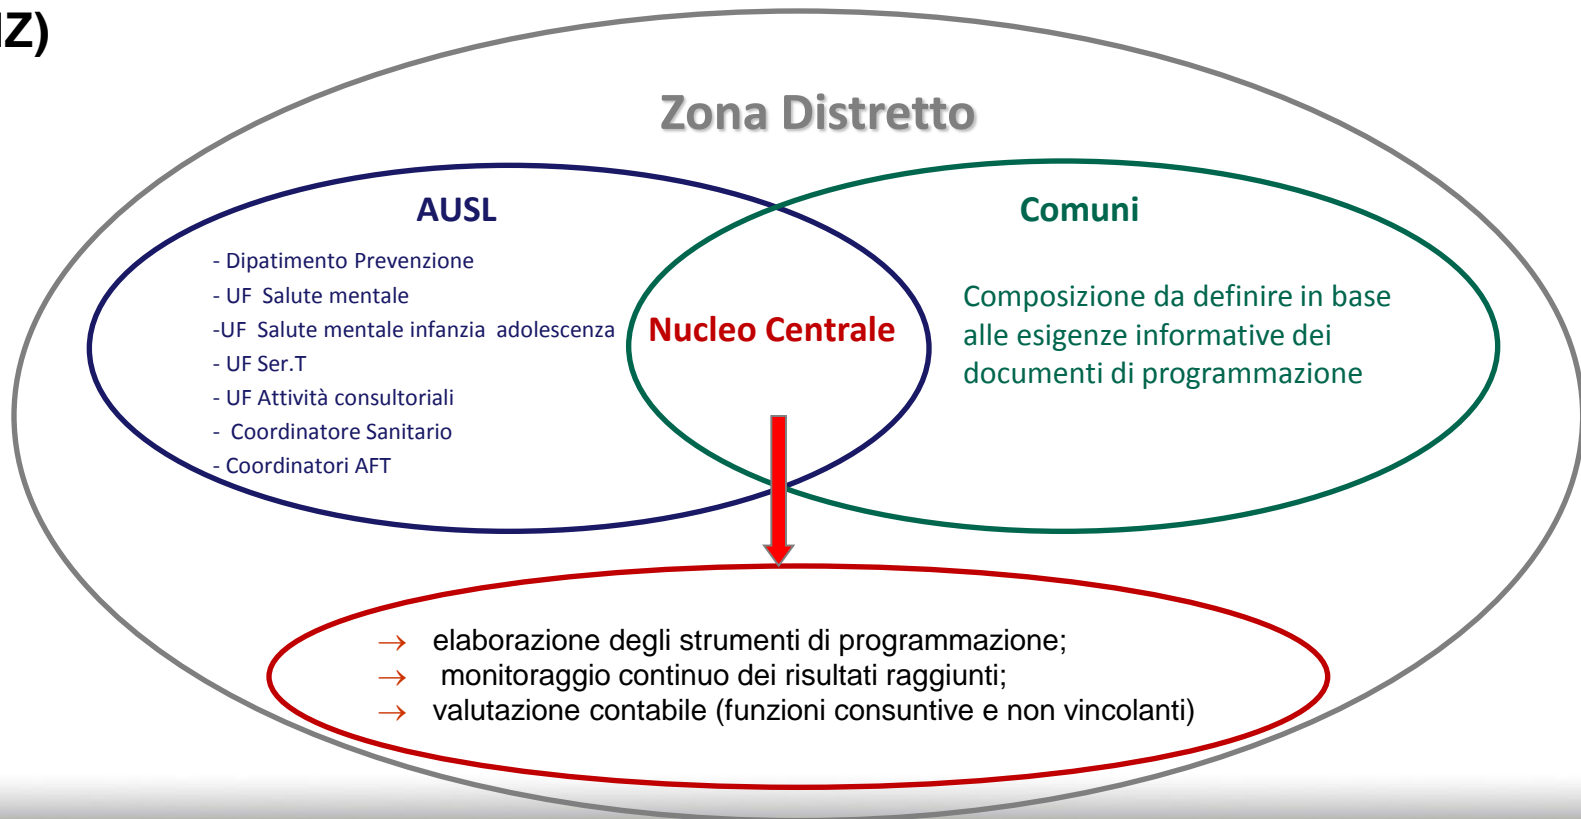 Z)
Zona Distretto
AUSL
- Dipatimento Prevenzione
- UF Salute mentale
-UF Salute mentale infanzia adolescenza
- UF Ser.T
- UF Attività consultoriali
- Coordinatore Sanitario
- Coordinatori AFT
Nucleo Centrale
Comuni
Composizione da definire in base
alle esigenze informative dei
documenti di programmazione
→ elaborazione degli strumenti di programmazione;
→ monitoraggio continuo dei risultati raggiunti;
→ valutazione contabile (funzioni consuntive e non vincolanti)